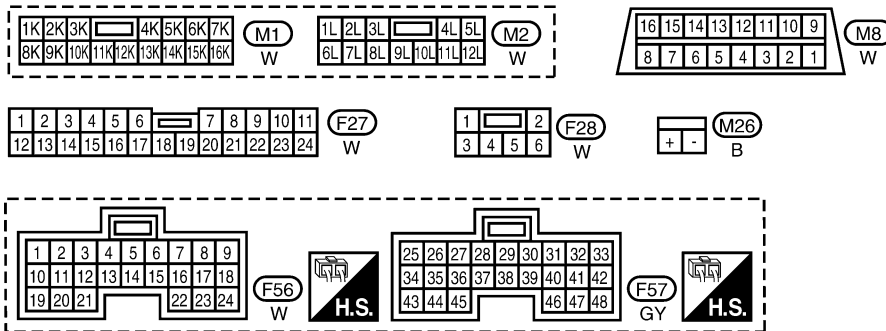 1K 2K 3K 4K 5K 6K 7K
8K 9K 10K 11K 12K 13K 14K 15K 16K
M1
W
1L 2L 3L 4L 5L
6L 7L 8L 9L 10L 11L 12L
M2
W
16 15 14 13 12 11 10 9
8 7 6 5 4 3 2 1
M8
W
1 2 3 4 5 6 7 8 9 10 11
12 13 14 15 16 17 18 19 20 21 22 23 24
F27
W
1 2
3 4 5 6
F28
W
+ -
M26
B
1 2 3 4 5 6 7 8 9
10 11 12 13 14 15 16 17 18
19 20 21 22 23 24
F56
W
H.S.
25 26 27 28 29 30 31 32 33
34 35 36 37 38 39 40 41 42
43 44 45 46 47 48
F57
GY
H.S.